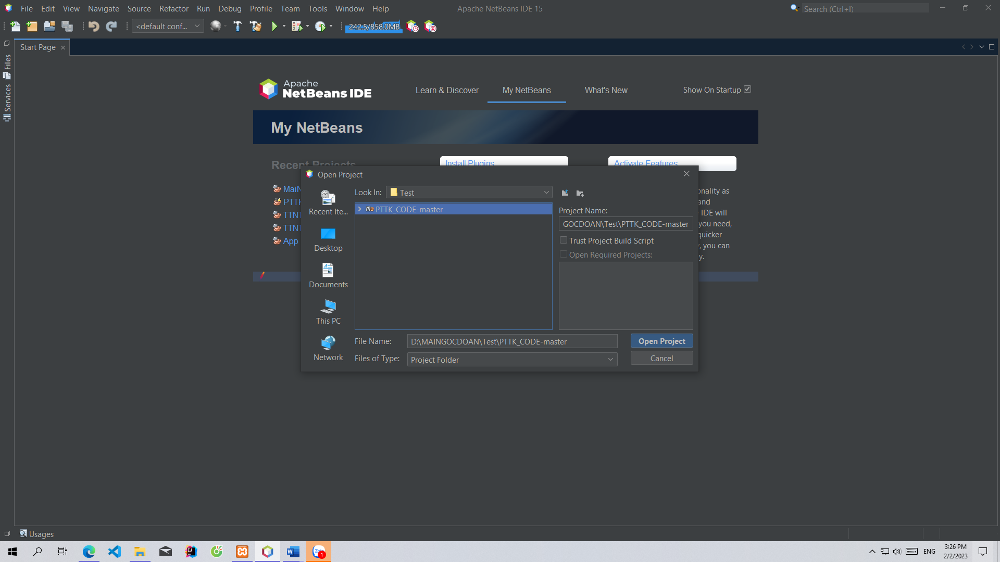 File Edit View Navigate Source Refactor Run Debug Profile Team Tools Window Help
Apache NetBeans IDE 15
Search (Ctrl+I)
<default conf...
242.5/858.0MB
Start Page
Files
Services
Apache
NetBeans IDE
Learn & Discover
My NetBeans
What's New
Show On Startup
My NetBeans
Recent Projects
Install Plugins
Activate Features
App
onality as
and
IDE will
you need,
quicker
, you can
y.
Open Project
Look In:
Test
Recent Ite...
Desktop
Documents
This PC
Network
ma PTTK_CODE-master
Project Name:
GOCDOAN\Test\PTTK_CODE-master
Trust Project Build Script
Open Required Projects:
File Name:
D:\MAINGOCDOAN\Test\PTTK_CODE-master
Open Project
Files of Type:
Project Folder
Cancel
Usages
ENG
3:26 PM
2/2/2023